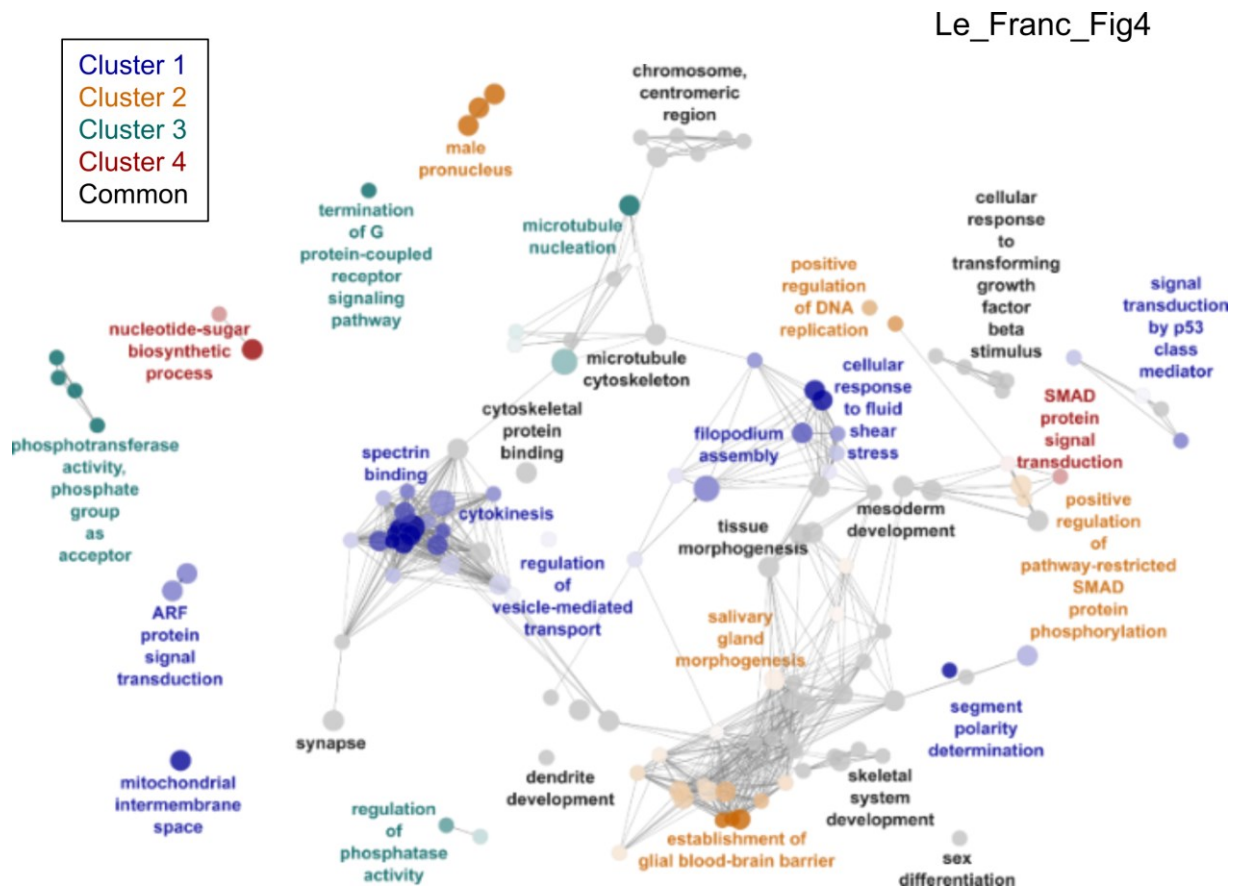 Le_Franc_Fig4
Cluster 1
Cluster 2
Cluster 3
Cluster 4
Common
chromosome,
centromeric
region
male
pronucleus
termination
of G
protein-coupled
receptor
signaling
pathway
microtubule
nucleation
cellular
response
to
transforming
growth
factor
beta
stimulus
positive
regulation
of DNA
replication
signal
transduction
by p53
class
mediator
nucleotide-sugar
biosynthetic
process
microtubule
cytoskeleton
cellular
response
to fluid
shear
stress
SMAD
protein
signal
transduction
cytoskeletal
protein
binding
filopodium
assembly
phosphotransferase
activity,
phosphate
group
as
acceptor
spectrin
binding
cytokinesis
mesoderm
development
positive
regulation
of
pathway-restricted
SMAD
protein
phosphorylation
tissue
morphogenesis
regulation
of
vesicle-mediated
transport
ARF
protein
signal
transduction
salivary
gland
morphogenesis
segment
polarity
determination
synapse
mitochondrial
intermembrane
space
dendrite
development
skeletal
system
development
regulation
of
phosphatase
activity
establishment of
glial blood-brain barrier
sex
differentiation